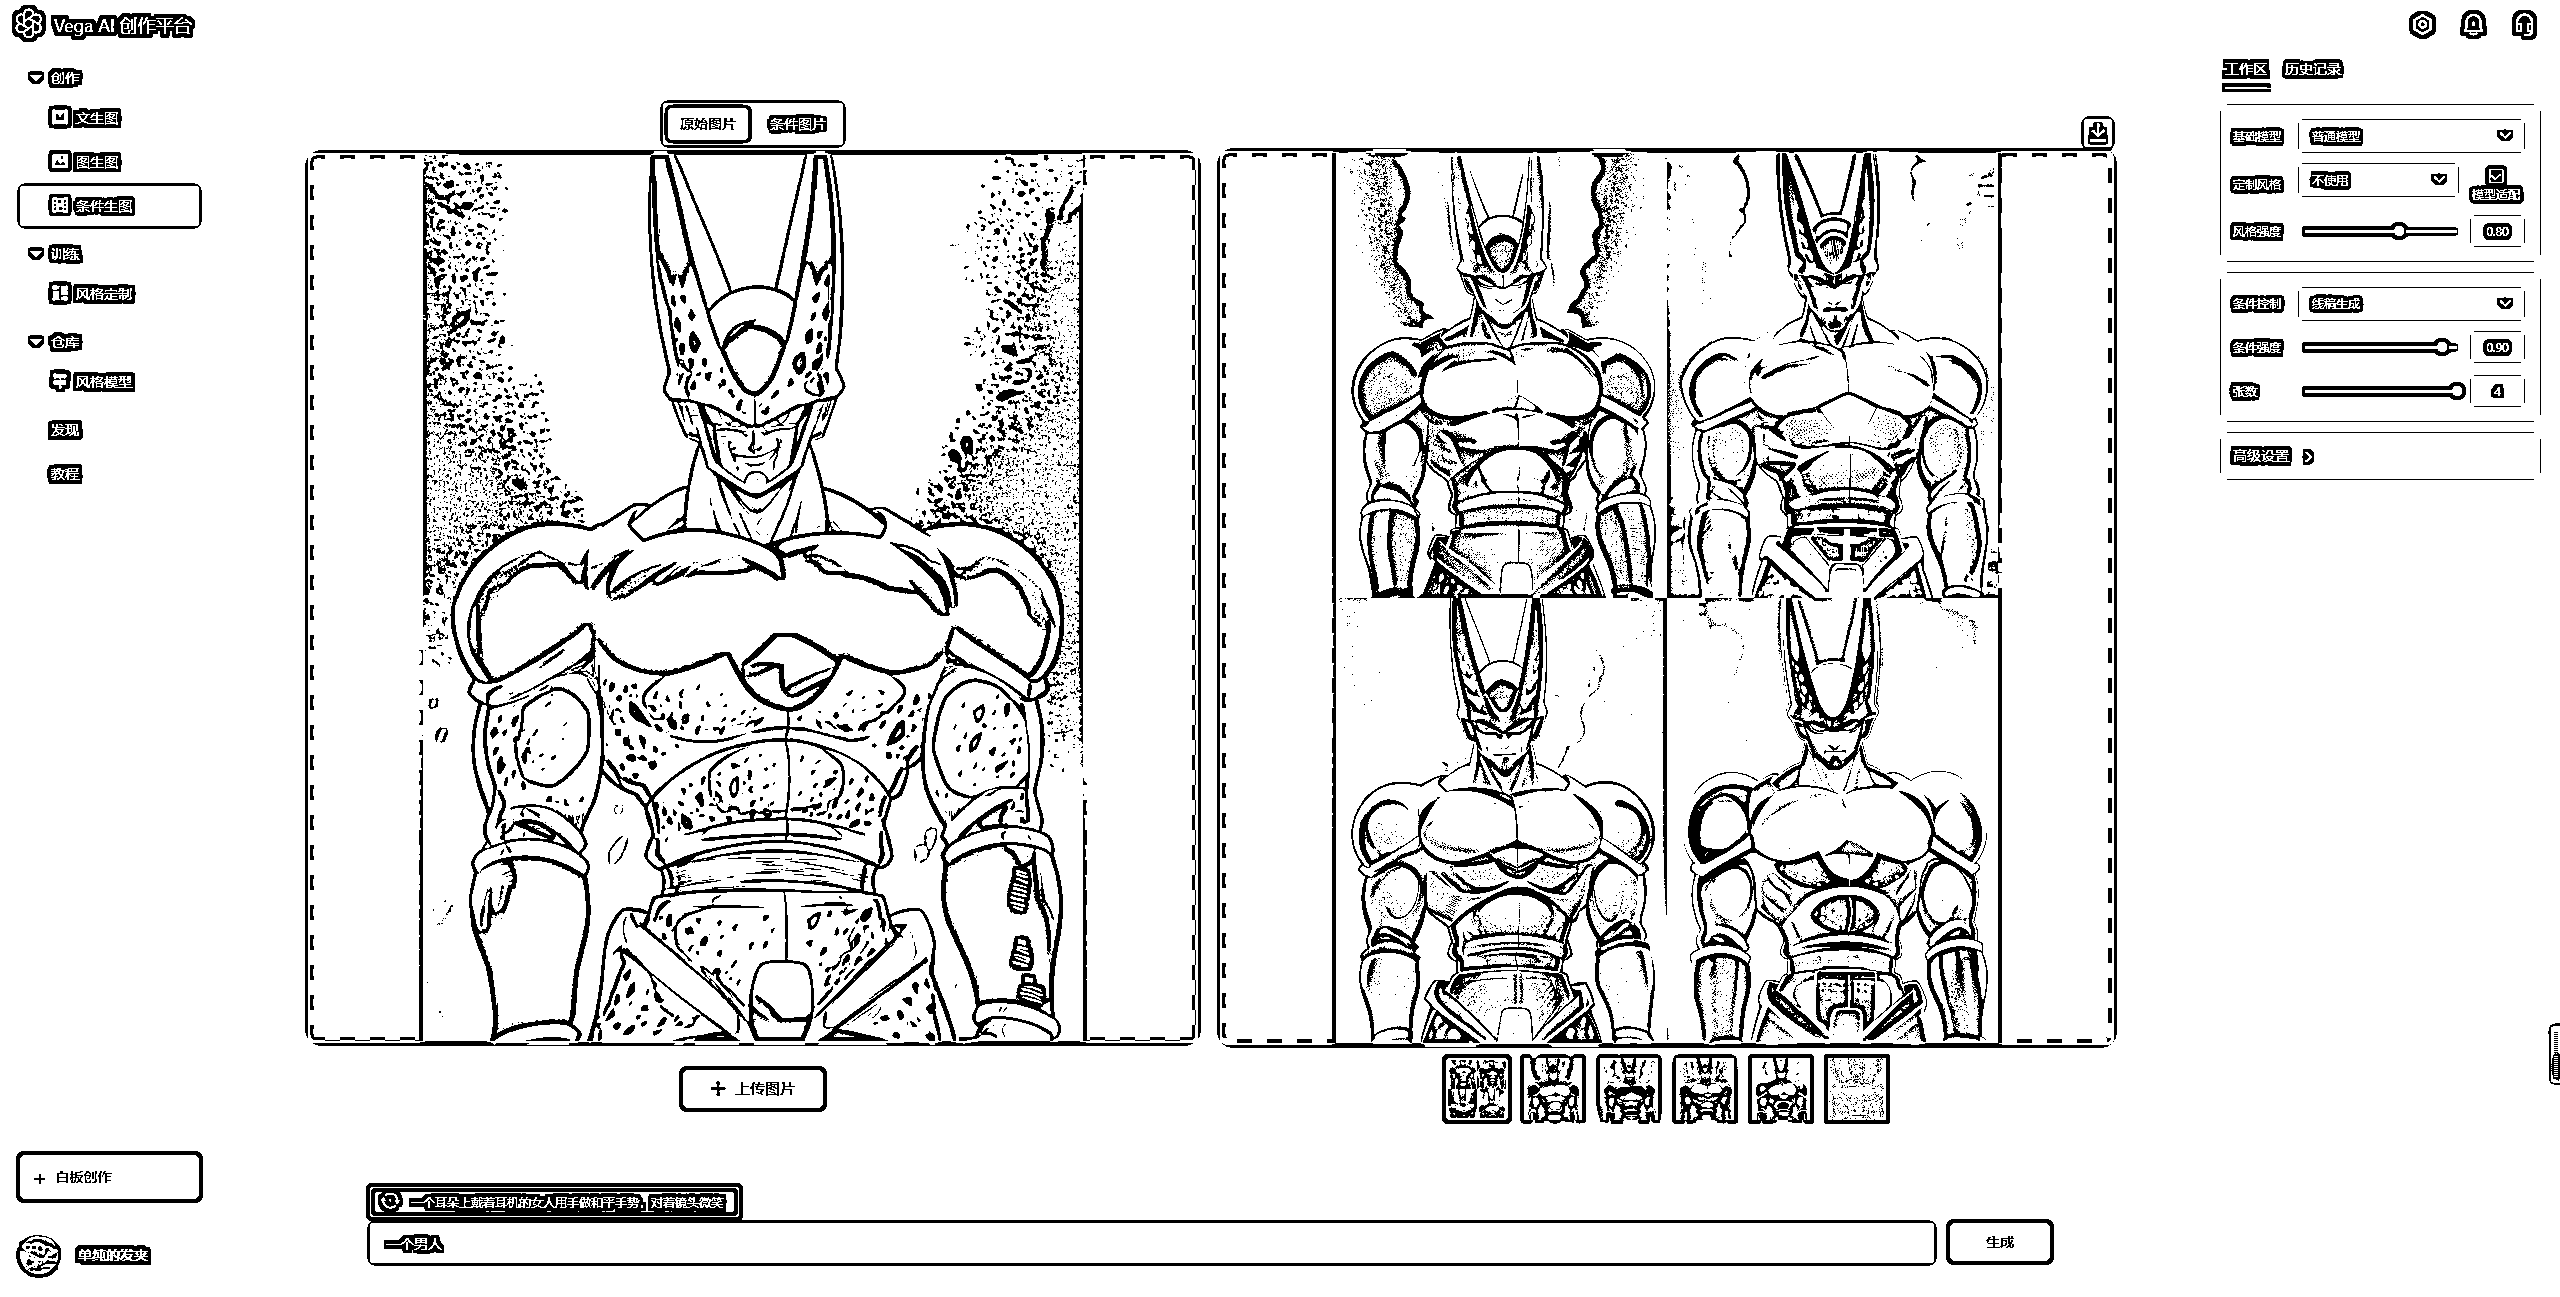 Vega AI 创作平台
创作
文生图
图生图
条件生图
训练
风格定制
仓库
风格模型
发现
教程
+ 白板创作
单纯的发夹
原始图片
条件图片
+ 上传图片
一个耳朵上戴着耳机的女人用手做和平手势，对着镜头微笑
一个男人
生成
工作区 历史记录
基础模型 普通模型
定制风格 不使用
模型适配
风格强度 0.80
条件控制 线稿生成
条件强度 0.90
张数 4
高级设置